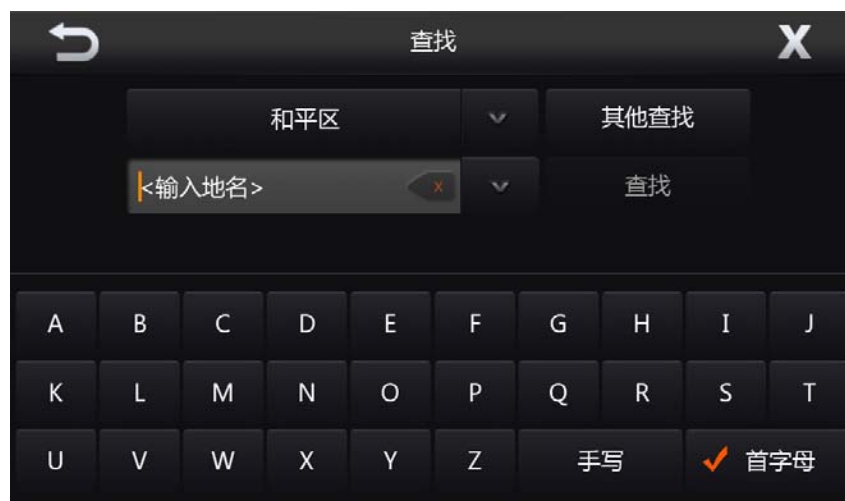 查找 X
和平区 其他查找
<输入地名> x 查找
A B C D E F G H I J
K L M N O P Q R S T
U V W X Y Z 手写 首字母